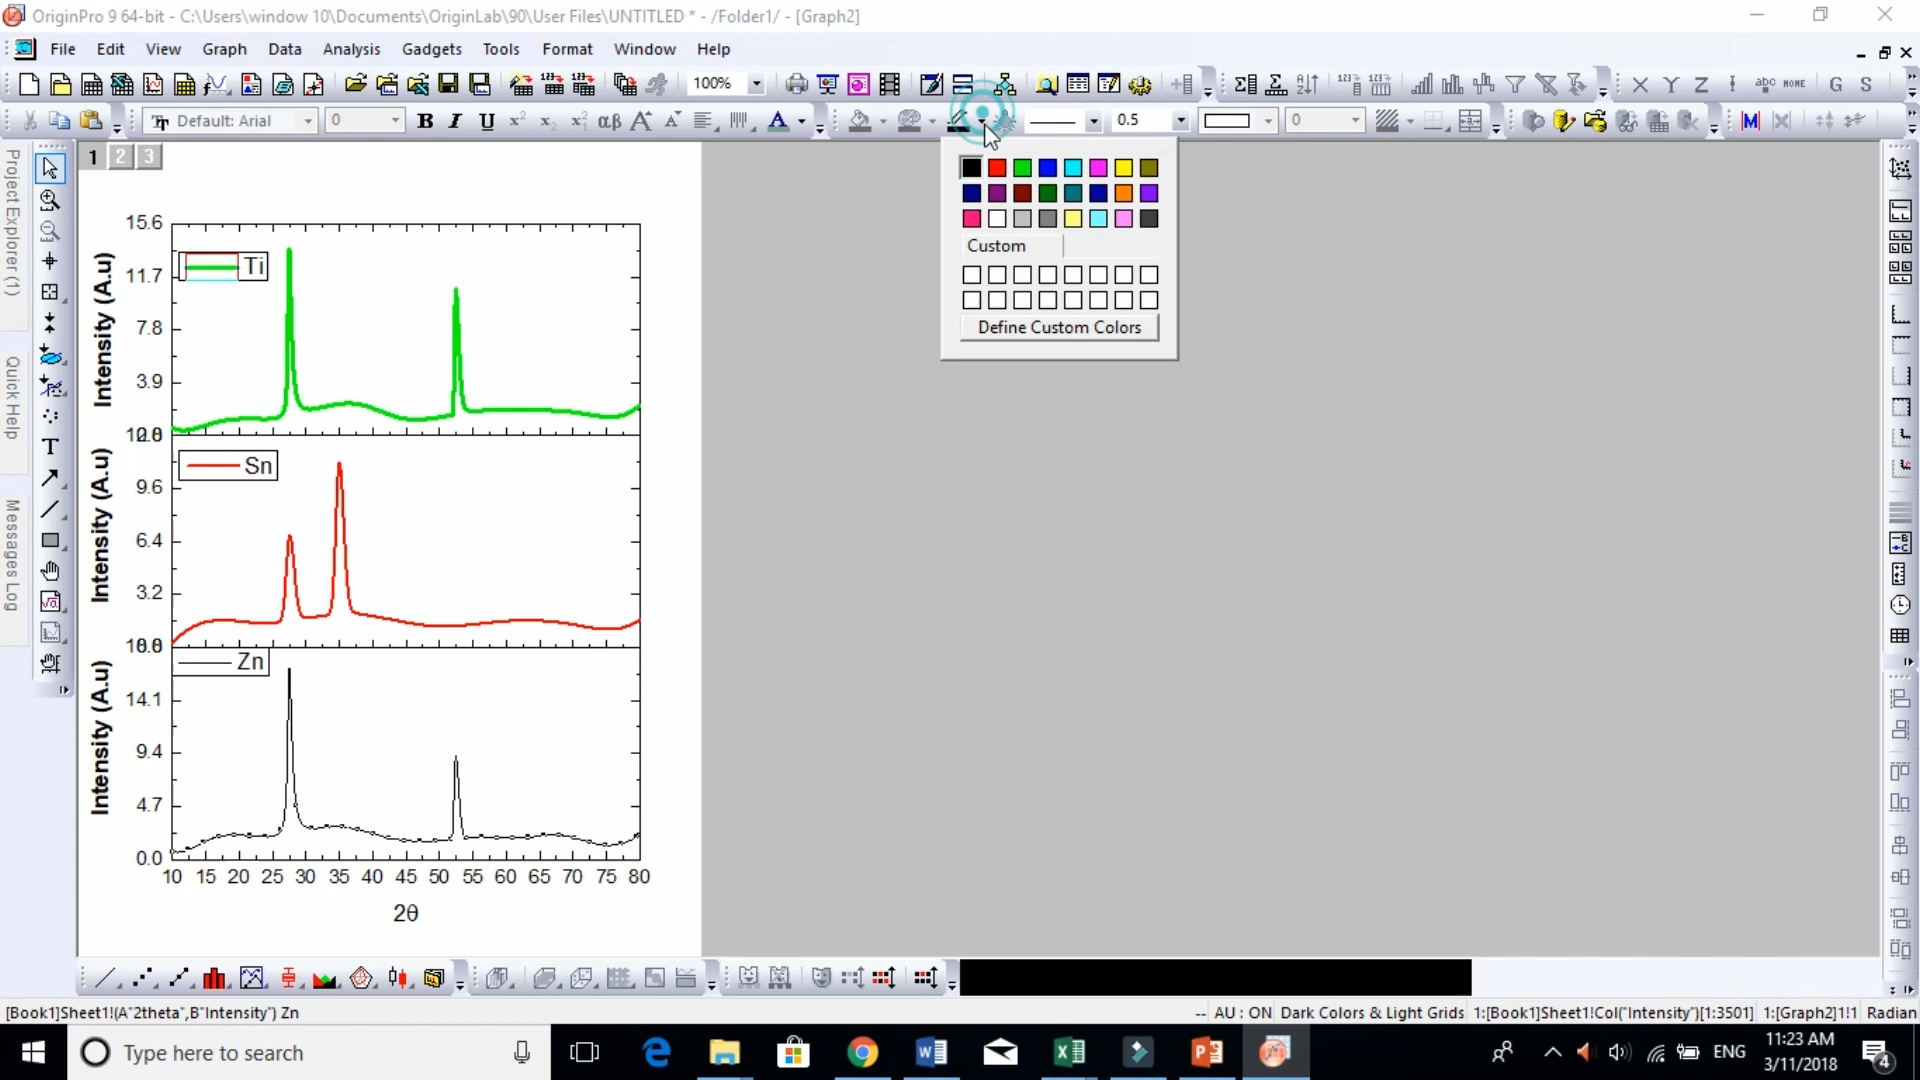 OriginPro 9 64-bit - C:\Users\window 10\Documents\OriginLab\90\User Files\UNTITLED * - /Folder1/ - [Graph2]
File Edit View Graph Data Analysis Gadgets Tools Format Window Help
100%
Default: Arial 0 B I U 0.5 0
Project Explorer (1)
Quick Help
Messages Log
1 2 3
Custom
Define Custom Colors
15.6
11.7
7.8
3.9
Intensity (A.u)
Ti
9.6
6.4
3.2
Intensity (A.u)
Sn
14.1
9.4
4.7
0.0
Intensity (A.u)
Zn
10 15 20 25 30 35 40 45 50 55 60 65 70 75 80
2θ
[Book1]Sheet1!(A"2theta",B"Intensity") Zn
-- AU : ON Dark Colors & Light Grids 1:[Book1]Sheet1!Col("Intensity")[1:3501] 1:[Graph2]1!1 Radian
Type here to search
ENG
11:23 AM
3/11/2018
4